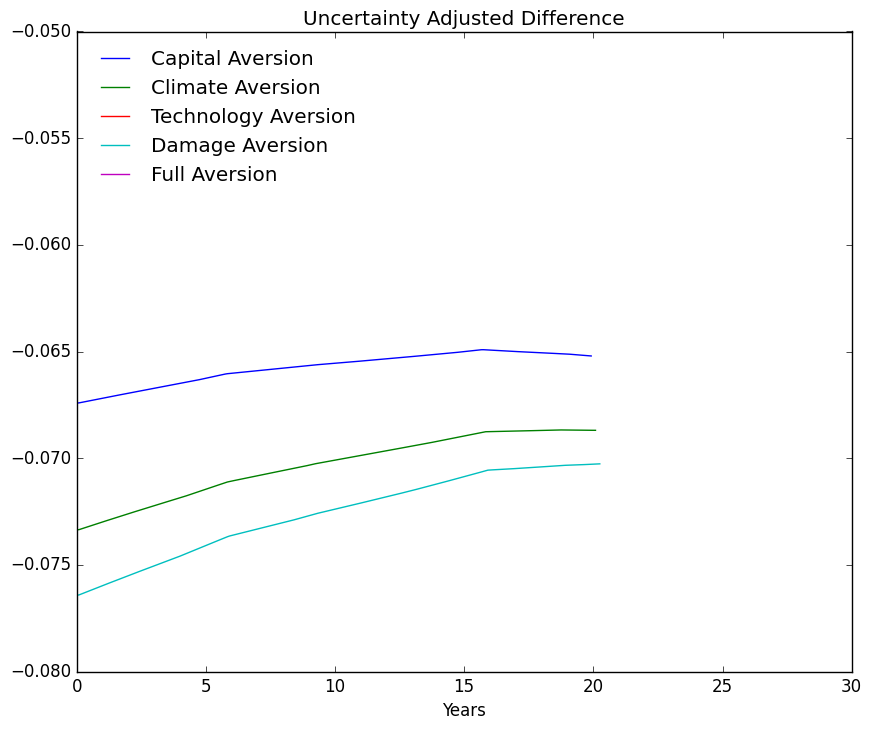 Uncertainty Adjusted Difference
−0.050
−0.055
−0.060
−0.065
−0.070
−0.075
−0.080
Capital Aversion
Climate Aversion
Technology Aversion
Damage Aversion
Full Aversion
0 5 10 15 20 25 30
Years